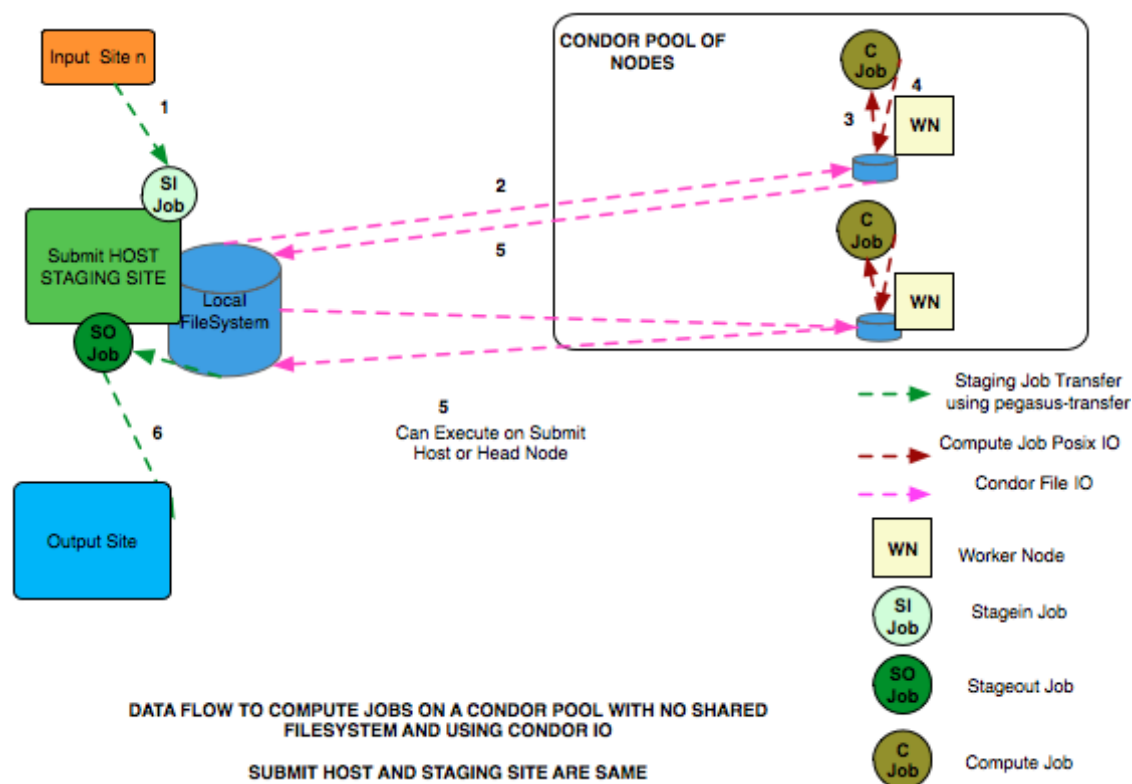 Input Site n
1
SI
Job
Submit HOST
STAGING SITE
Local
FileSystem
SO
Job
6
Output Site
2
5
5
Can Execute on Submit
Host or Head Node
CONDOR POOL OF
NODES
C
Job
4
3
WN
C
Job
WN
Staging Job Transfer
using pegasus-transfer
Compute Job Posix IO
Condor File IO
WN
Worker Node
SI
Job
Stagein Job
SO
Job
Stageout Job
C
Job
Compute Job
DATA FLOW TO COMPUTE JOBS ON A CONDOR POOL WITH NO SHARED
FILESYSTEM AND USING CONDOR IO
SUBMIT HOST AND STAGING SITE ARE SAME